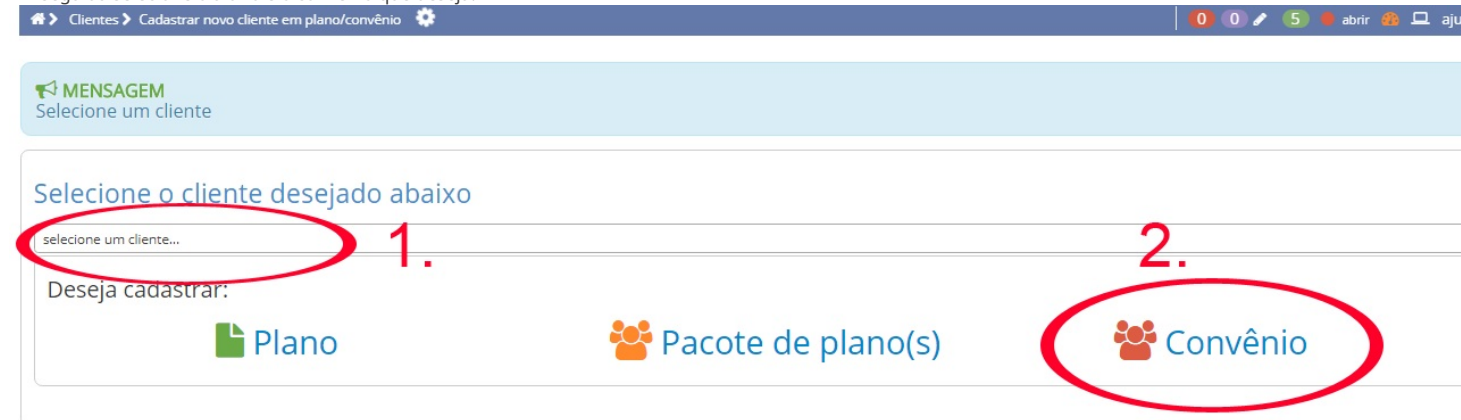 Clientes Cadastrar novo cliente em plano/convênio 0 0 5 abrir aju
MENSAGEM
Selecione um cliente
Selecione o cliente desejado abaixo
selecione um cliente... 1. 2.
Deseja cadastrar:
Plano Pacote de plano(s) Convênio